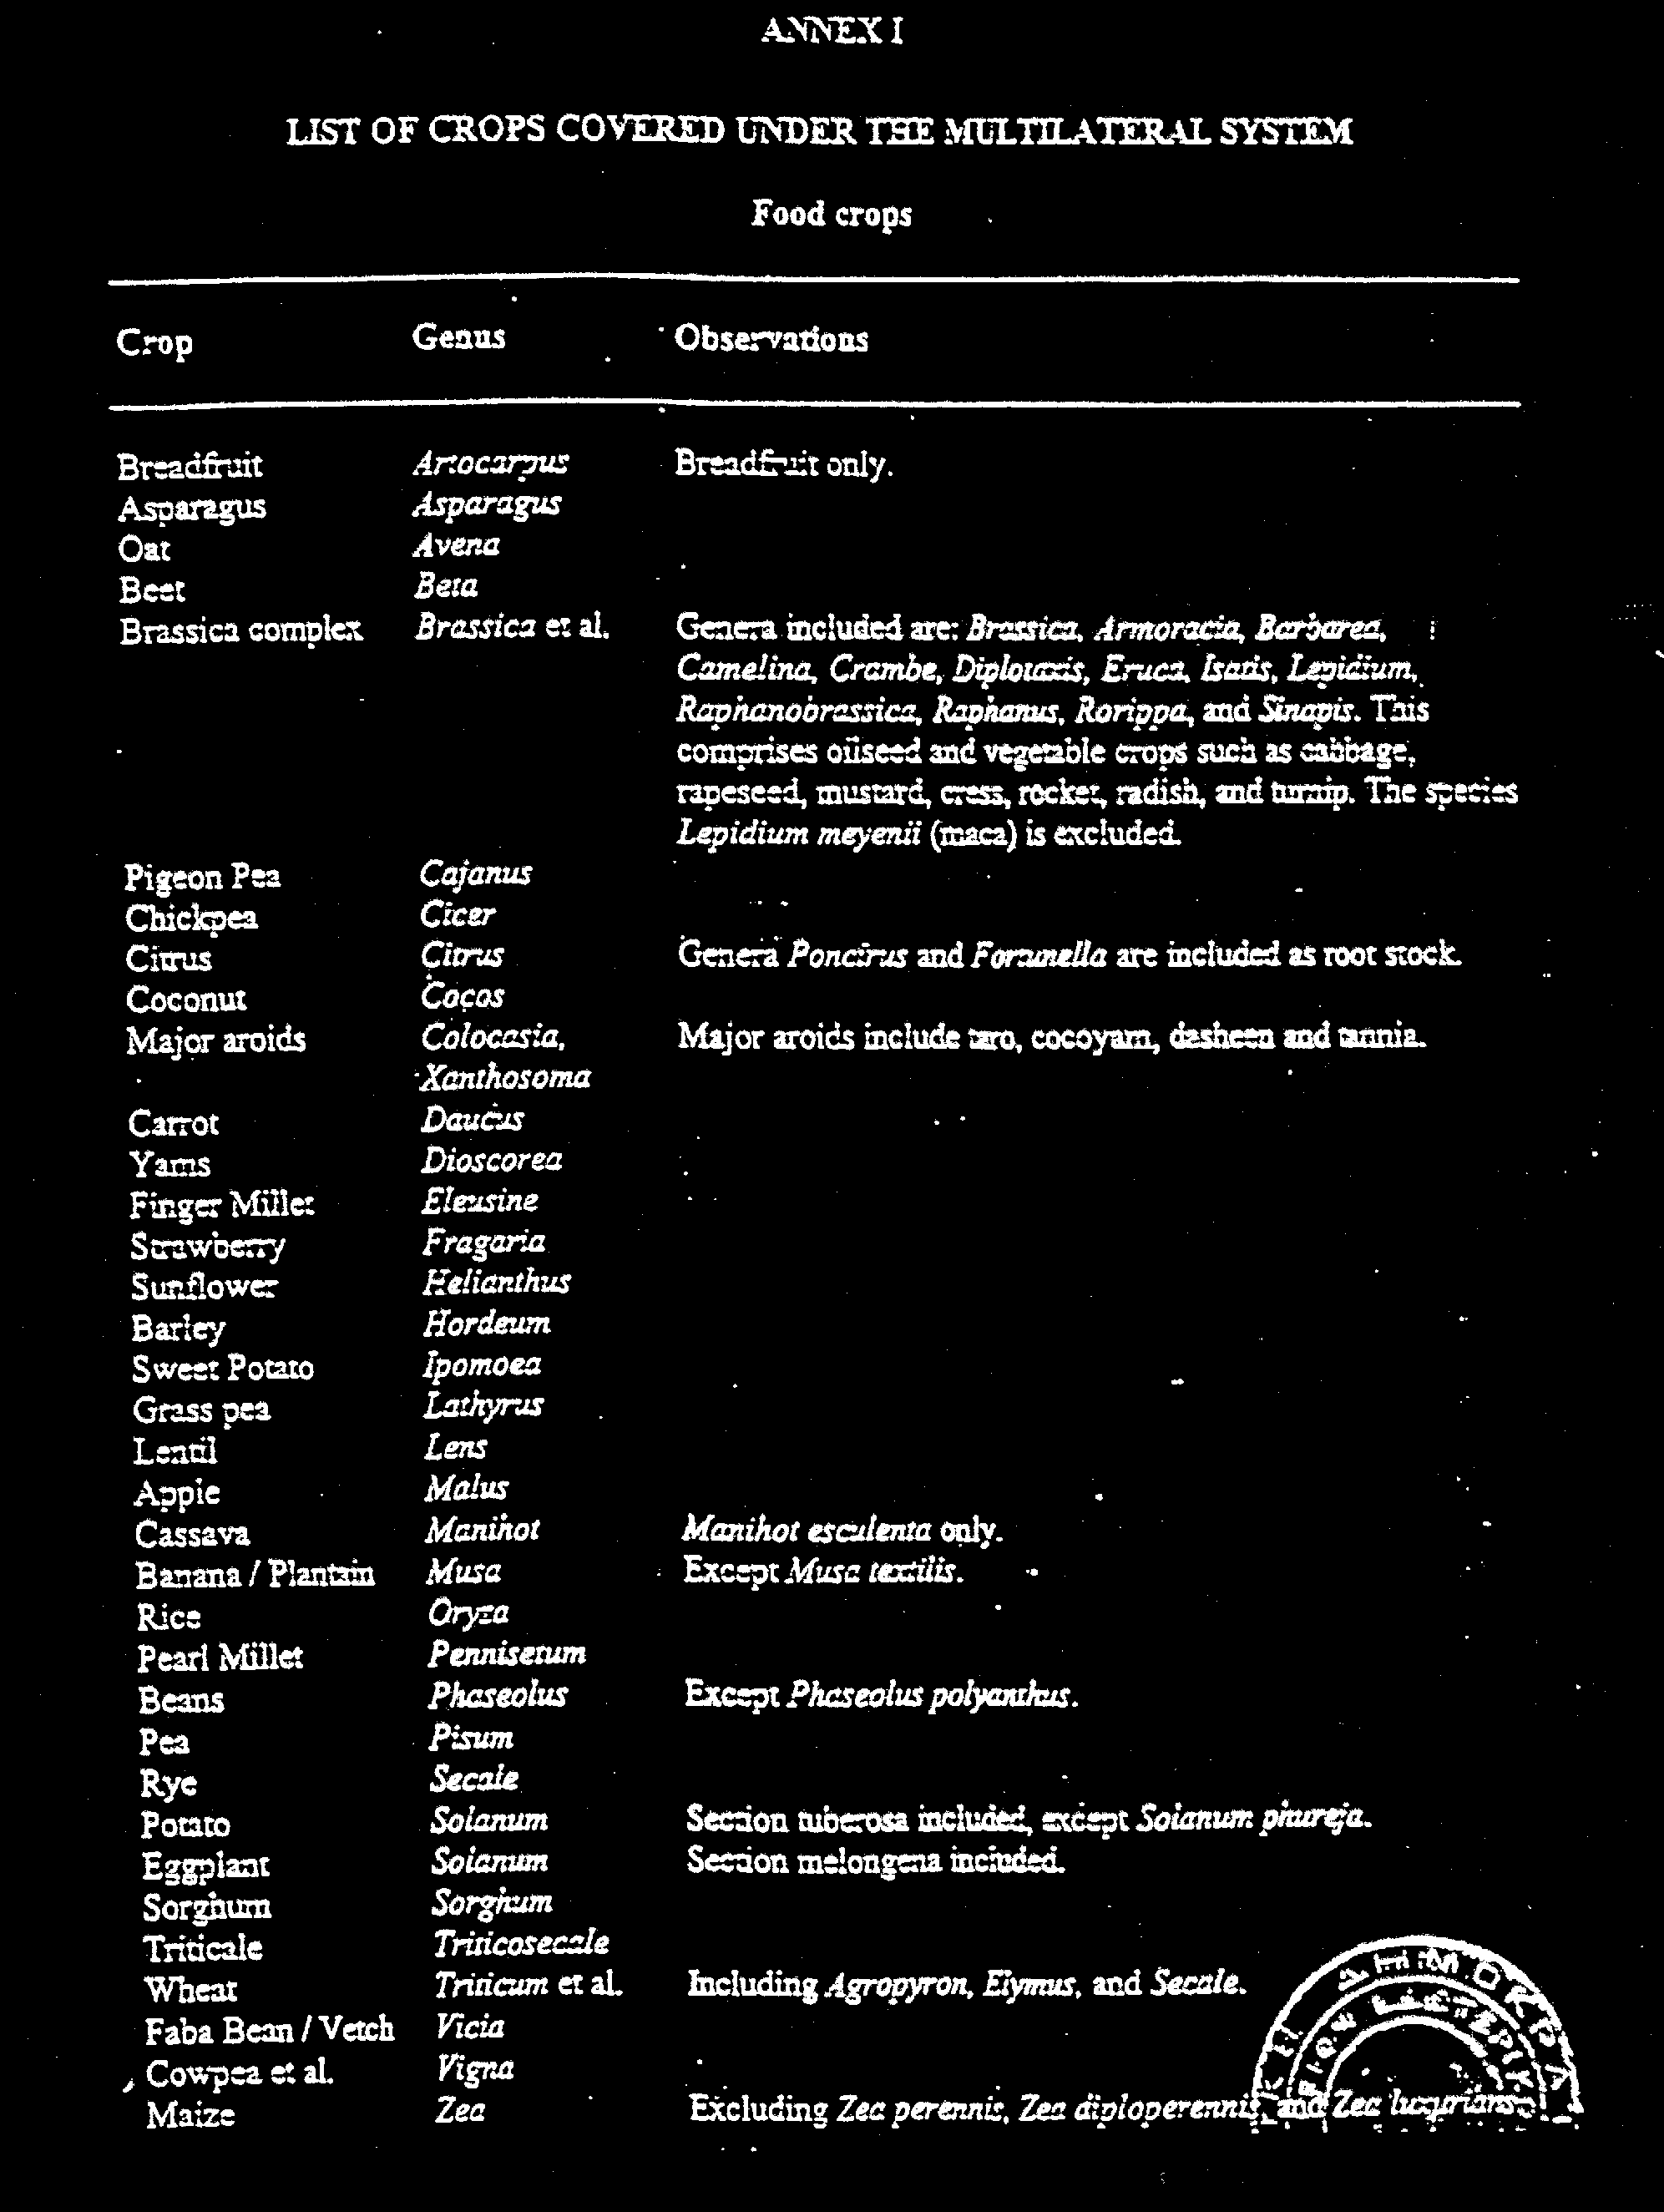 ANNEX I
LIST OF CROPS COVERED UNDER THE MULTILATERAL SYSTEM
Food crops
Crop Genus Observations
Breadfruit Artocarpus Breadfruit only.
Asparagus Asparagus
Oat Avena
Beet Beta
Brassica complex Brassica et al. Genera included are: Brassica, Armoracia, Barbarea,
Camelina, Crambe, Diplotaxis, Eruca, Isatis, Lepidium,
Raphanobrassica, Raphanus, Rorippa, and Sinapis. This
comprises oilseed and vegetable crops such as cabbage,
rapeseed, mustard, cress, rocket, radish, and turnip. The species
Lepidium meyenii (maca) is excluded.
Pigeon Pea Cajanus
Chickpea Cicer
Citrus Citrus Genera Poncirus and Fortunella are included as root stock.
Coconut Cocos
Major aroids Colocasia, Major aroids include taro, cocoyam, dasheen and tannia.
Xanthosoma
Carrot Daucus
Yams Dioscorea
Finger Millet Eleusine
Strawberry Fragaria
Sunflower Helianthus
Barley Hordeum
Sweet Potato Ipomoea
Grass pea Lathyrus
Lentil Lens
Apple Malus
Cassava Manihot Manihot esculenta only.
Banana / Plantain Musa Except Musa textilis.
Rice Oryza
Pearl Millet Pennisetum
Beans Phaseolus Except Phaseolus polyanthus.
Pea Pisum
Rye Secale
Potato Solanum Section tuberosa included, except Solanum phureja.
Eggplant Solanum Section melongena included.
Sorghum Sorghum
Triticale Triticosecale
Wheat Triticum et al. Including Agropyron, Elymus, and Secale.
Faba Bean / Vetch Vicia
Cowpea et al. Vigna
Maize Zea Excluding Zea perennis, Zea diploperennis, and Zea luxurians